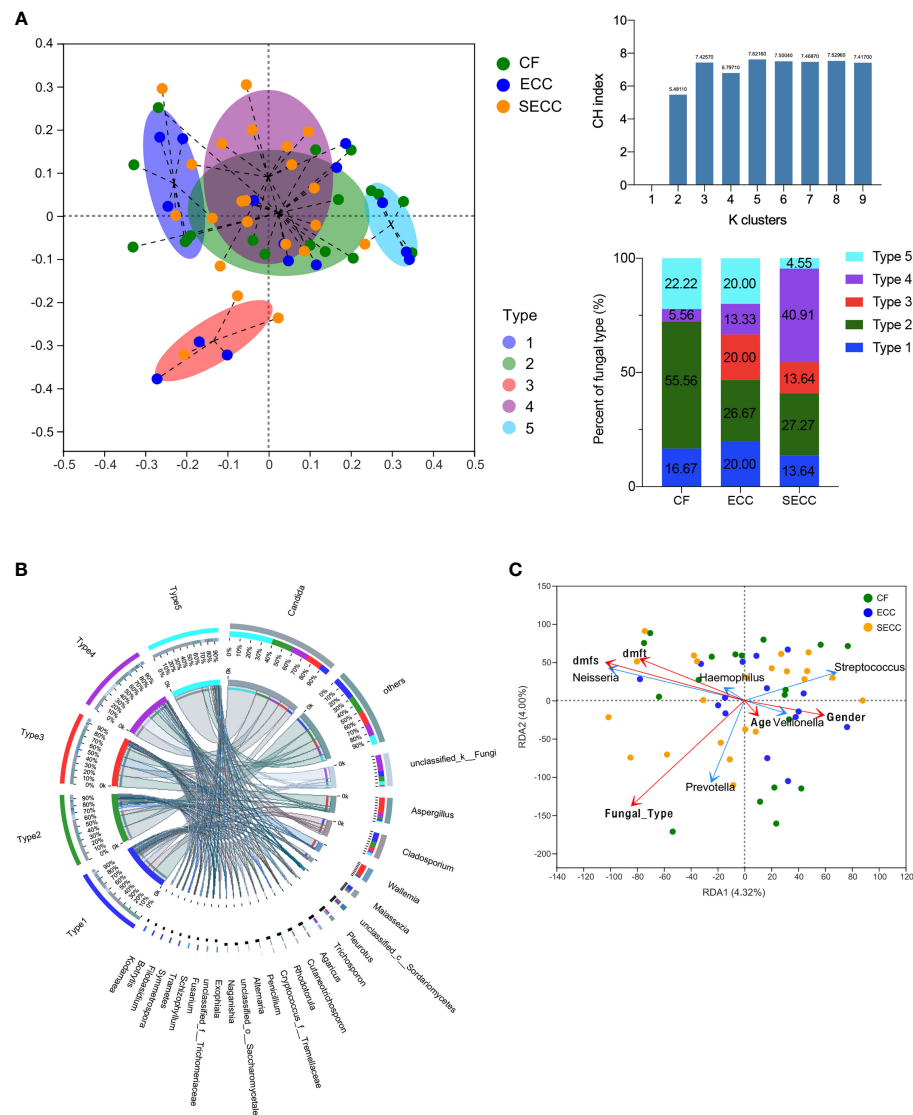 A
0.4
0.3
0.2
0.1
0
-0.1
-0.2
-0.3
-0.4
-0.5
-0.5
-0.4
-0.3
-0.2
-0.1
0
0.1
0.2
0.3
0.4
0.5
CF
ECC
SECC
Type
1
2
3
4
5
CH index
10
8
6
4
2
0
5.48110
7.42570
6.79710
7.62160
7.50040
7.46870
7.52960
7.41700
1 2 3 4 5 6 7 8 9
K clusters
Percent of fungal type (%)
100
50
0
22.22
5.56
55.56
16.67
20.00
13.33
20.00
26.67
20.00
4.55
40.91
13.64
27.27
13.64
CF
ECC
SECC
Type 5
Type 4
Type 3
Type 2
Type 1
B
Type5
Candida
Type4
others
Type3
unclassified_k__Fungi
Aspergillus
Type2
Cladosporium
Wallemia
Type1
Malassezia
unclassified_c__Sordariomycetes
Pleurotus
Trichosporon
Agaricus
Cutaneotrichosporon
Rhodotorula
Cryptococcus_f__Tremellaceae
Penicillium
Alternaria
unclassified_o__Saccharomycetale
Naganishia
Exophiala
unclassified_f__Trichomeriaceae
Fusarium
Schizophyllum
Trametes
Symmetrospora
Filobasidium
Botrytis
Kodamaea
C
150
100
50
0
-50
-100
-150
-200
RDA2 (4.00%)
-140
-120
-100
-80
-60
-40
-20
0
20
40
60
80
100
120
RDA1 (4.32%)
CF
ECC
SECC
dmfs
dmft
Neisseria
Haemophilus
Streptococcus
Age
Veillonella
Gender
Prevotella
Fungal_Type